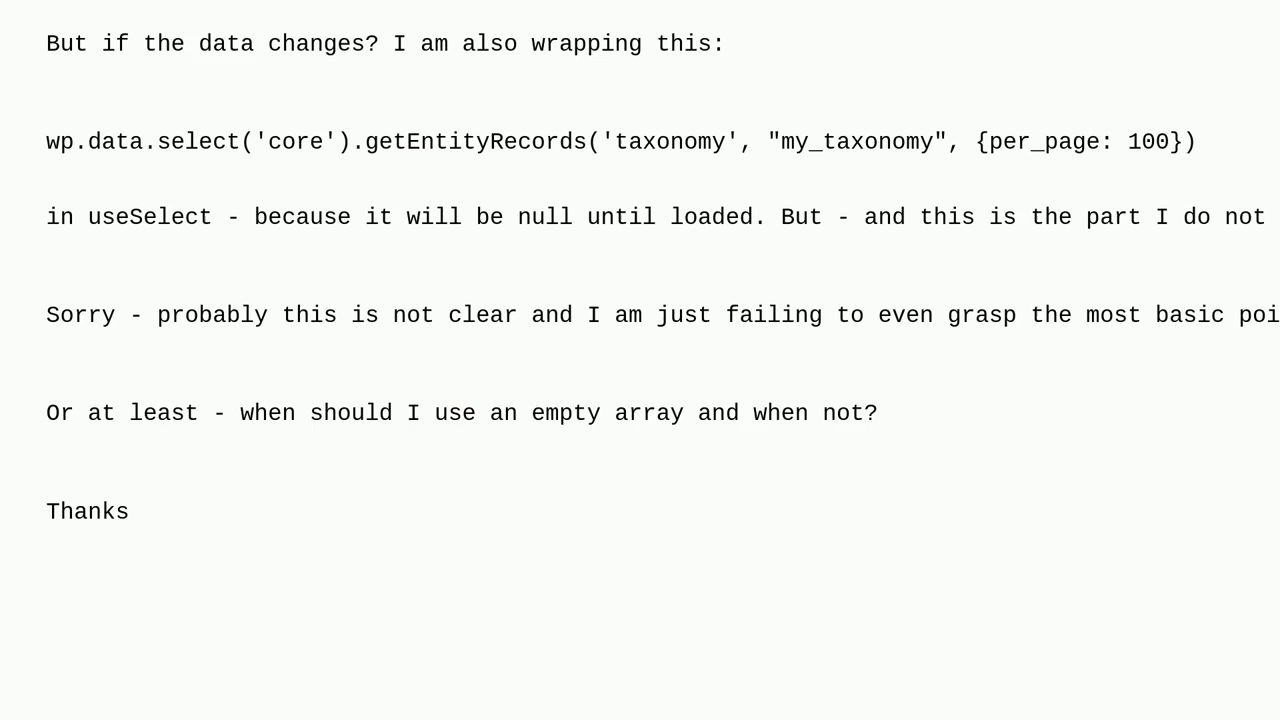 But if the data changes? I am also wrapping this:
wp.data.select('core').getEntityRecords('taxonomy', "my_taxonomy", {per_page: 100})
in useSelect - because it will be null until loaded. But - and this is the part I do not
Sorry - probably this is not clear and I am just failing to even grasp the most basic
Or at least - when should I use an empty array and when not?
Thanks